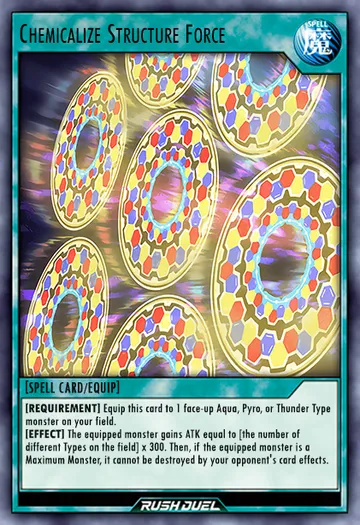 Chemicalize Structure Force
SPELL
魔
[SPELL CARD/EQUIP]
[REQUIREMENT] Equip this card to 1 face-up Aqua, Pyro, or Thunder Type
monster on your field.
[EFFECT] The equipped monster gains ATK equal to [the number of
different Types on the field] x 300. Then, if the equipped monster is a
Maximum Monster, it cannot be destroyed by your opponent's card effects.
RUSH DUEL